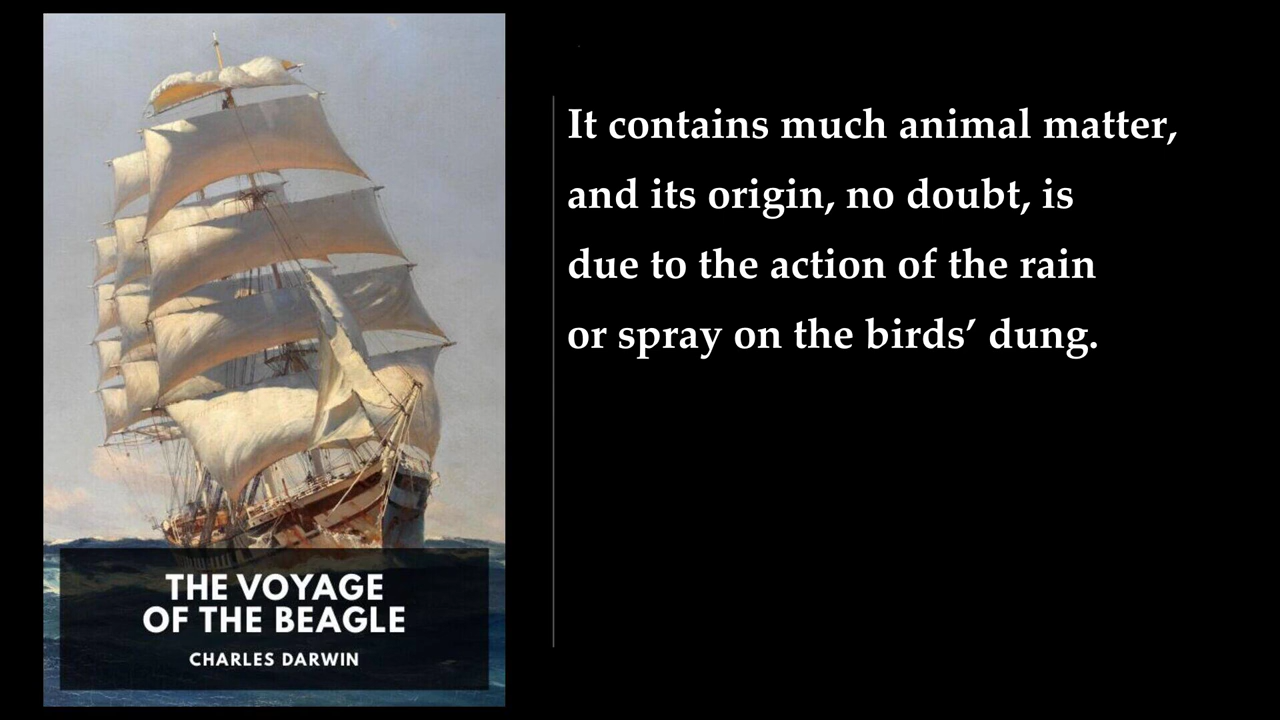 THE VOYAGE
OF THE BEAGLE
CHARLES DARWIN
It contains much animal matter,
and its origin, no doubt, is
due to the action of the rain
or spray on the birds’ dung.